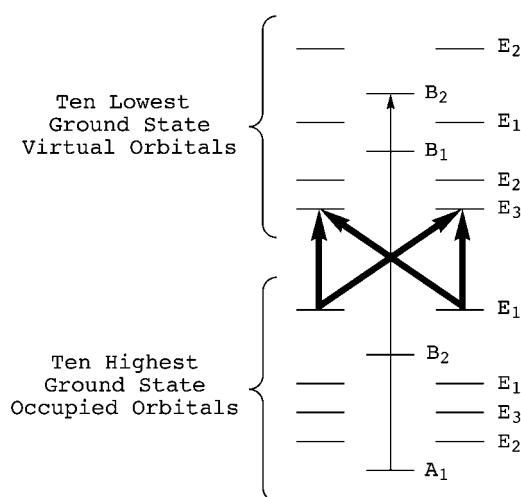 E2
B2
Ten Lowest
Ground State
Virtual Orbitals
E1
B1
E2
E3
E1
Ten Highest
Ground State
Occupied Orbitals
B2
E1
E3
E2
A1